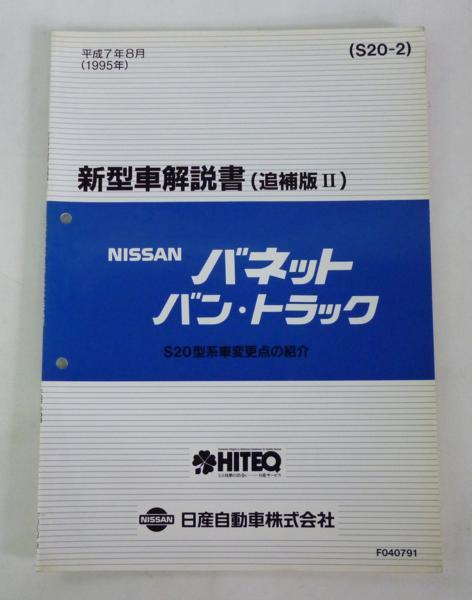 平成7年8月
(1995年)
(S20-2)
新型車解説書(追補版 II)
NISSAN バネット
バン・トラック
S20型系車変更点の紹介
HITEQ
NISSAN 日産自動車株式会社
F040791